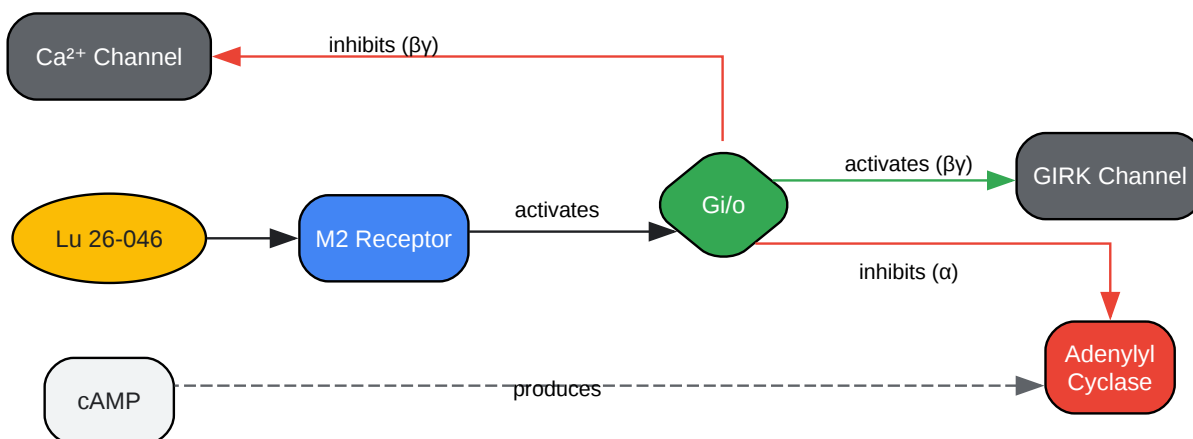 inhibits (βγ)
Ca²⁺ Channel
activates (βγ)
GIRK Channel
Gi/o
activates
Lu 26-046
M2 Receptor
inhibits (α)
Adenylyl
Cyclase
produces
cAMP